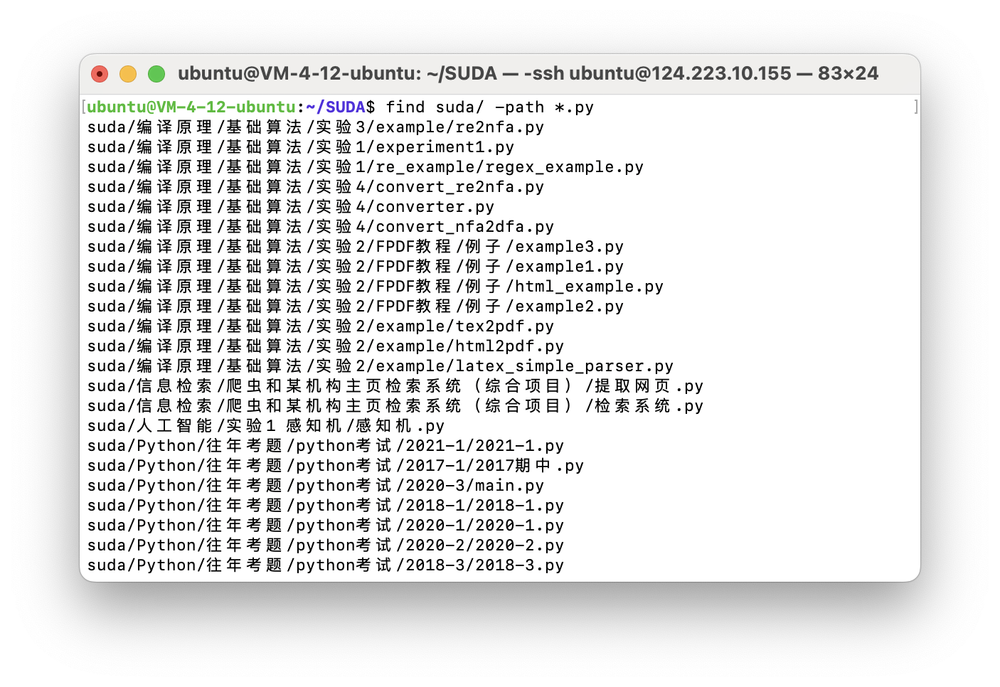 ubuntu@VM-4-12-ubuntu: ~/SUDA — -ssh ubuntu@124.223.10.155 — 83×24
[ubuntu@VM-4-12-ubuntu:~/SUDA$ find suda/ -path *.py ]
suda/编译原理/基础算法/实验3/example/re2nfa.py
suda/编译原理/基础算法/实验1/experiment1.py
suda/编译原理/基础算法/实验1/re_example/regex_example.py
suda/编译原理/基础算法/实验4/convert_re2nfa.py
suda/编译原理/基础算法/实验4/converter.py
suda/编译原理/基础算法/实验4/convert_nfa2dfa.py
suda/编译原理/基础算法/实验2/FPDF教程/例子/example3.py
suda/编译原理/基础算法/实验2/FPDF教程/例子/example1.py
suda/编译原理/基础算法/实验2/FPDF教程/例子/html_example.py
suda/编译原理/基础算法/实验2/FPDF教程/例子/example2.py
suda/编译原理/基础算法/实验2/example/tex2pdf.py
suda/编译原理/基础算法/实验2/example/html2pdf.py
suda/编译原理/基础算法/实验2/example/latex_simple_parser.py
suda/信息检索/爬虫和某机构主页检索系统（综合项目）/提取网页.py
suda/信息检索/爬虫和某机构主页检索系统（综合项目）/检索系统.py
suda/人工智能/实验1 感知机/感知机.py
suda/Python/往年考题/python考试/2021-1/2021-1.py
suda/Python/往年考题/python考试/2017-1/2017期中.py
suda/Python/往年考题/python考试/2020-3/main.py
suda/Python/往年考题/python考试/2018-1/2018-1.py
suda/Python/往年考题/python考试/2020-1/2020-1.py
suda/Python/往年考题/python考试/2020-2/2020-2.py
suda/Python/往年考题/python考试/2018-3/2018-3.py